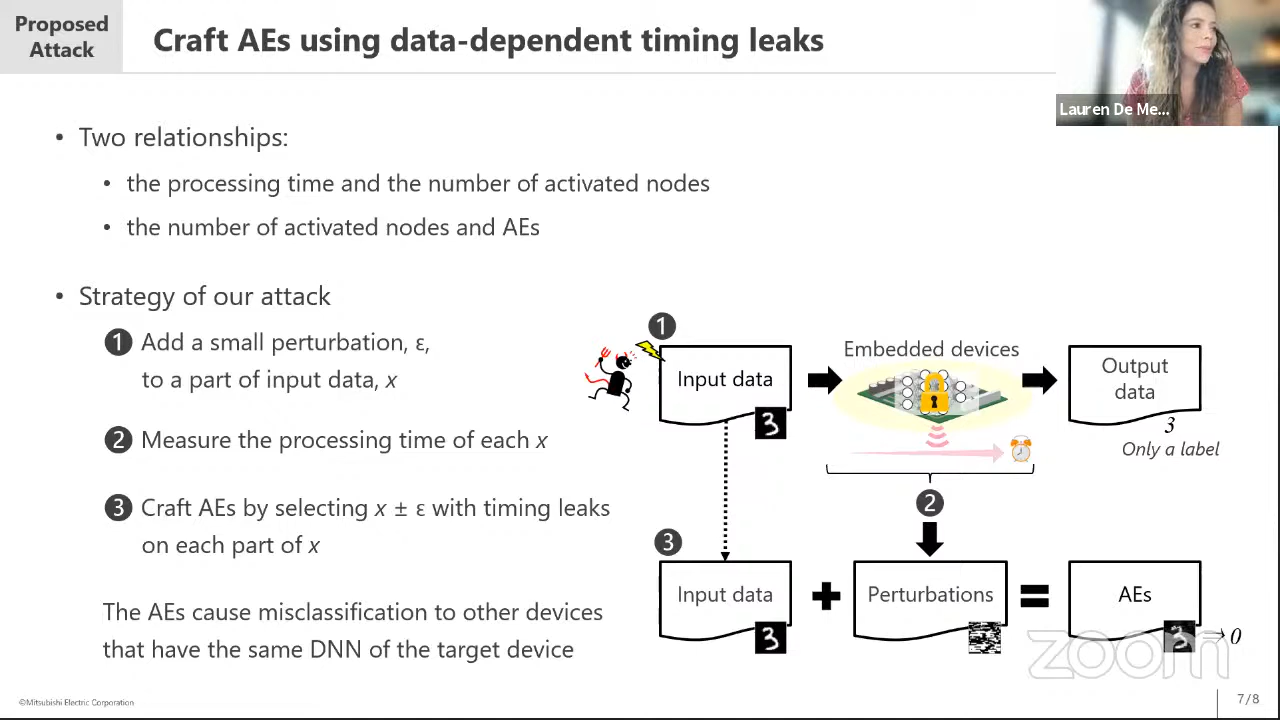 Proposed
Attack
Craft AEs using data-dependent timing leaks
Lauren De Me...
• Two relationships:
• the processing time and the number of activated nodes
• the number of activated nodes and AEs
• Strategy of our attack
1 Add a small perturbation, ε,
to a part of input data, x
2 Measure the processing time of each x
3 Craft AEs by selecting x ± ε with timing leaks
on each part of x
The AEs cause misclassification to other devices
that have the same DNN of the target device
1
Input data
3
Embedded devices
Output
data
3
Only a label
2
3
Input data
3
+
Perturbations
=
AEs
3
→0
zoom
©Mitsubishi Electric Corporation
7/8